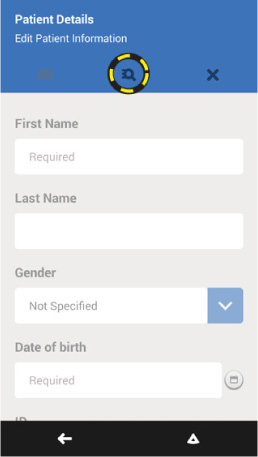 Patient Details
Edit Patient Information
First Name
Required
Last Name
Gender
Not Specified
Date of birth
Required
ID